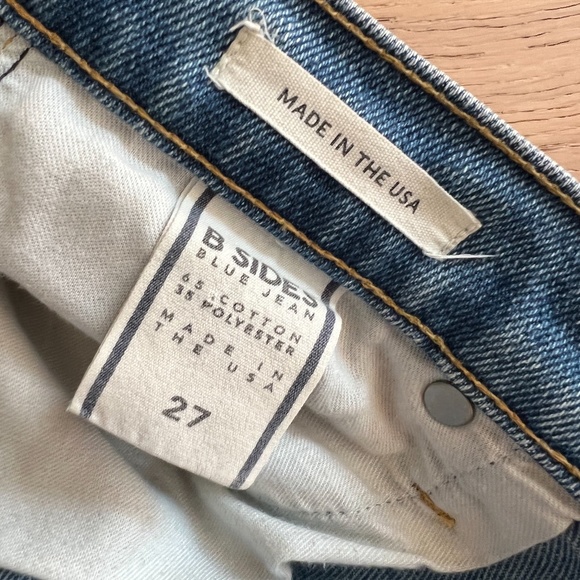 MADE IN THE USA
B SIDES
BLUE JEAN
65 COTTON
35 POLYESTER
MADE IN
THE USA
27